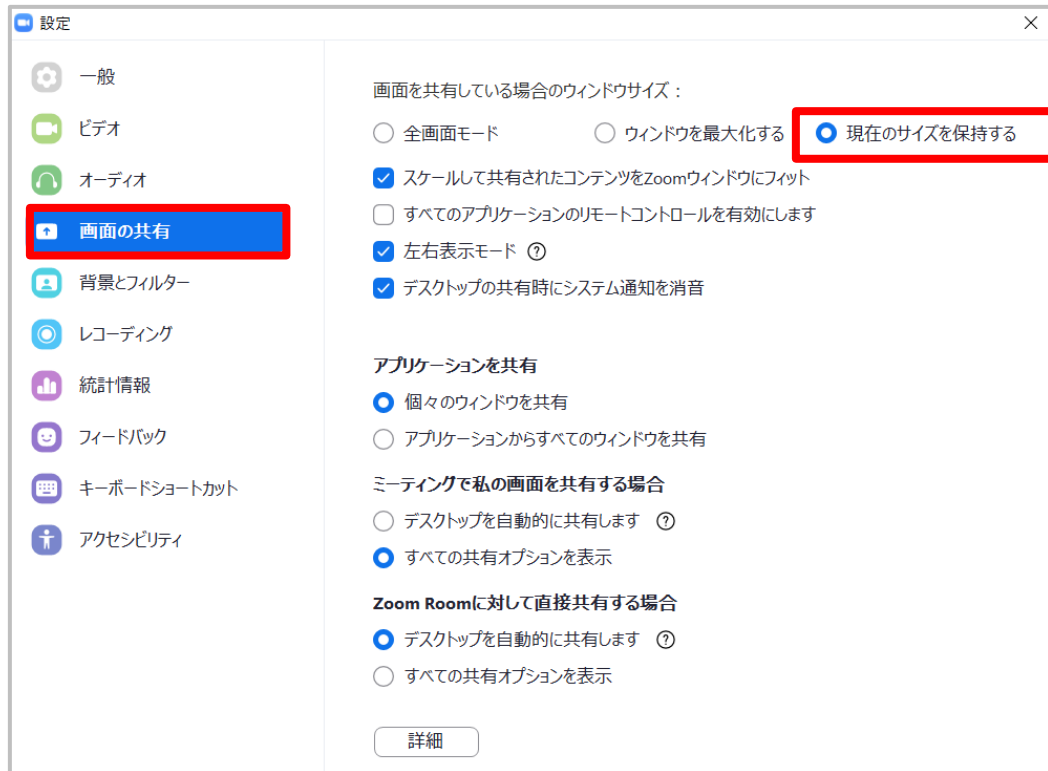 設定
一般
ビデオ
オーディオ
画面の共有
背景とフィルター
レコーディング
統計情報
フィードバック
キーボードショートカット
アクセシビリティ
画面を共有している場合のウィンドウサイズ：
全画面モード ウィンドウを最大化する 現在のサイズを保持する
スケールして共有されたコンテンツをZoomウィンドウにフィット
すべてのアプリケーションのリモートコントロールを有効にします
左右表示モード ?
デスクトップの共有時にシステム通知を消音
アプリケーションを共有
個々のウィンドウを共有
アプリケーションからすべてのウィンドウを共有
ミーティングで私の画面を共有する場合
デスクトップを自動的に共有します ?
すべての共有オプションを表示
Zoom Roomに対して直接共有する場合
デスクトップを自動的に共有します ?
すべての共有オプションを表示
詳細